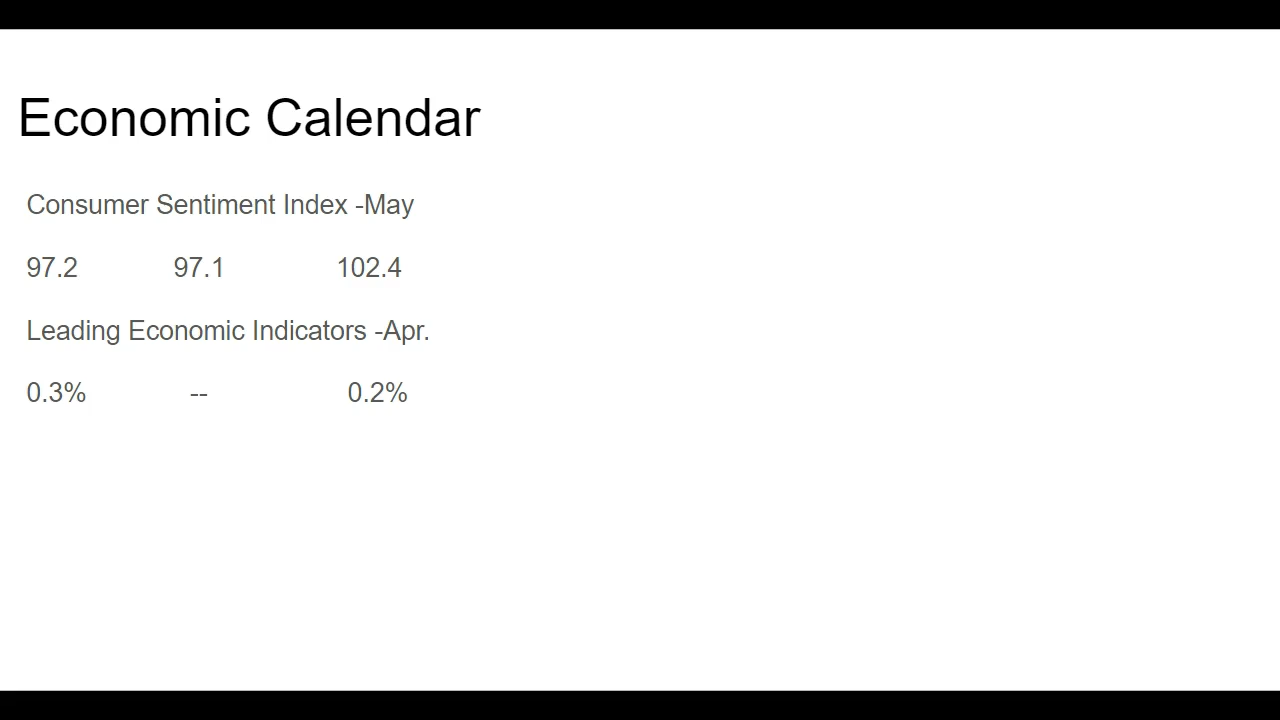 Economic Calendar
Consumer Sentiment Index -May
97.2 97.1 102.4
Leading Economic Indicators -Apr.
0.3% -- 0.2%